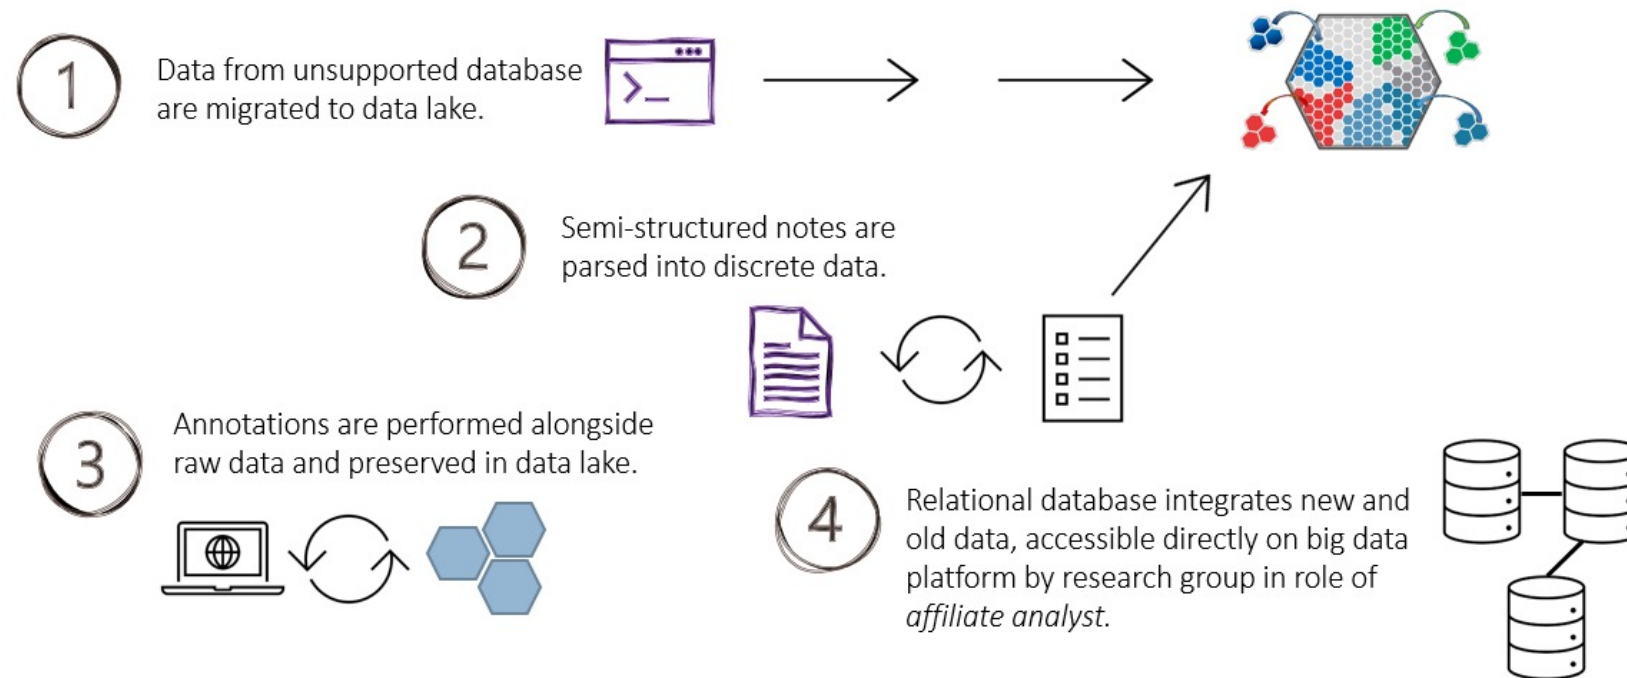 1
Data from unsupported database
are migrated to data lake.
2
Semi-structured notes are
parsed into discrete data.
3
Annotations are performed alongside
raw data and preserved in data lake.
4
Relational database integrates new and
old data, accessible directly on big data
platform by research group in role of
affiliate analyst.